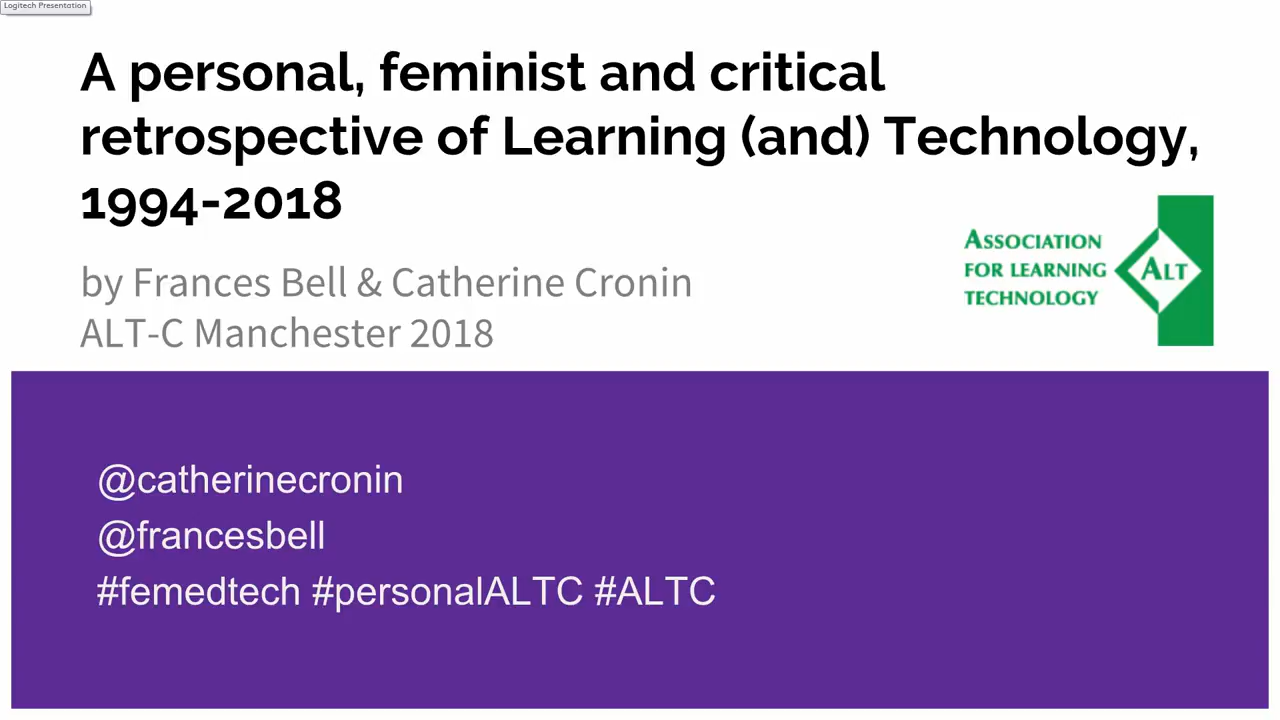 Logitech Presentation
A personal, feminist and critical
retrospective of Learning (and) Technology,
1994-2018
by Frances Bell & Catherine Cronin
ALT-C Manchester 2018
ASSOCIATION
FOR LEARNING
TECHNOLOGY
ALT
@catherinecronin
@francesbell
#femedtech #personalALTC #ALTC